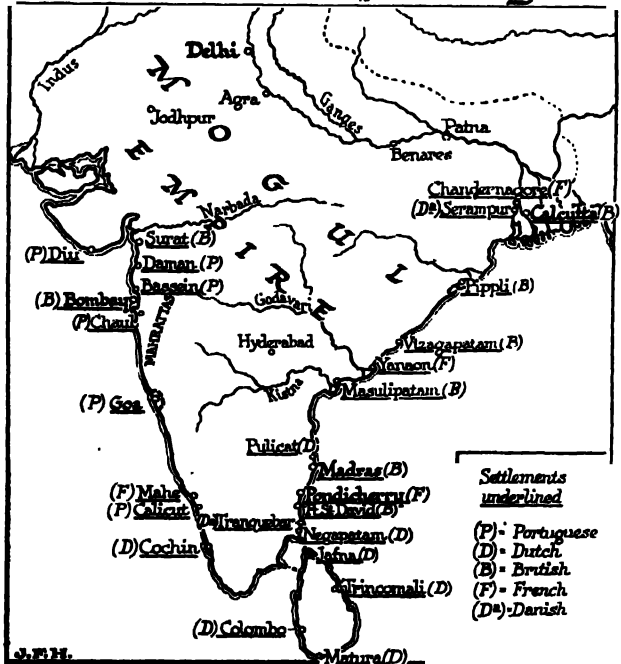 Indus
Delhi
MOGUL
EMPIRE
Agra
Jodhpur
Ganges
Patna
Benares
Chandernagore (F)
(Da) Serampur
Calcutta (B)
Narbada
Surat (B)
(P) Diu
Daman (P)
Bassein (P)
(B) Bombay
(P) Chaul
MAHRATTAS
Godavari
Pippli (B)
Hyderabad
Vizagapatam (B)
Yanaon (F)
Kistna
Masulipatam (B)
(P) Goa
Pulicat (D)
Madras (B)
(F) Mahe
Pondicherry (F)
(P) Calicut
Ft. St David (B)
Da Tranquebar
Negapatam (D)
(D) Cochin
Jafna (D)
Trincomali (D)
(D) Colombo
Matura (D)
Settlements
underlined
(P)= Portuguese
(D)= Dutch
(B)= British
(F)= French
(Da)= Danish
J.F.H.